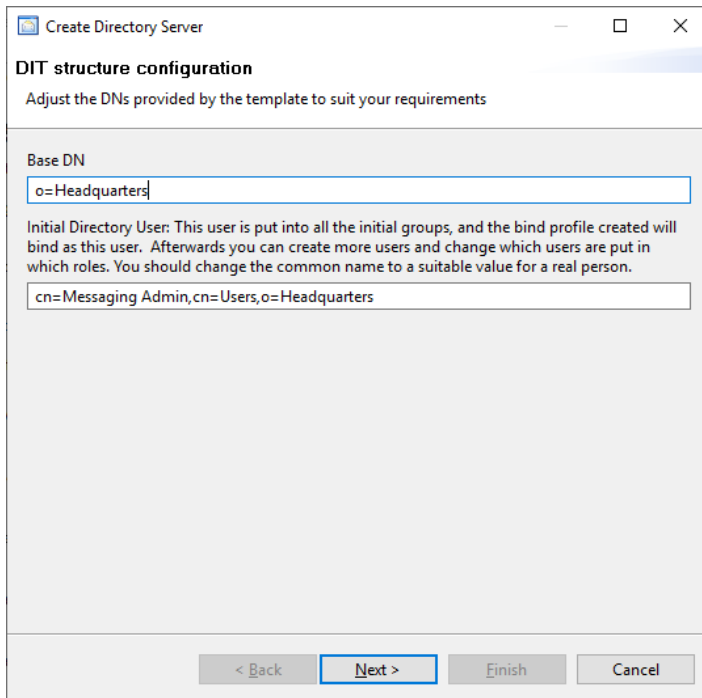 Create Directory Server
DIT structure configuration
Adjust the DNs provided by the template to suit your requirements
Base DN
o=Headquarters
Initial Directory User: This user is put into all the initial groups, and the bind profile created will
bind as this user.  Afterwards you can create more users and change which users are put in
which roles. You should change the common name to a suitable value for a real person.
cn=Messaging Admin,cn=Users,o=Headquarters
< Back
Next >
Finish
Cancel